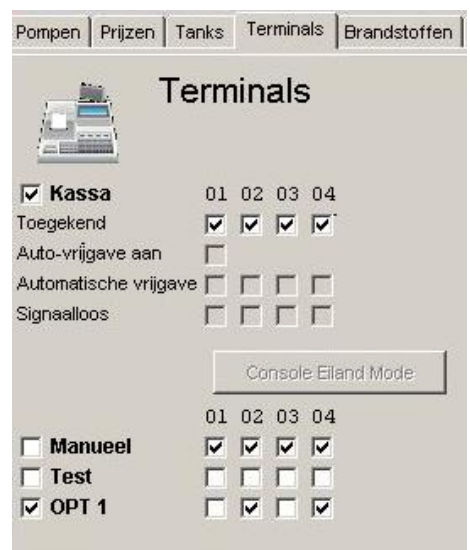 Pompen Prijzen Tanks Terminals Brandstoffen
Terminals
Kassa 01 02 03 04
Toegekend
Auto-vrijgave aan
Automatische vrijgave
Signaalloos
Console Eiland Mode
01 02 03 04
Manueel
Test
OPT 1